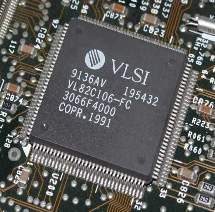 VLSI
9136AV 195432
VL82C106-FC
3066F4000
COPR.1991